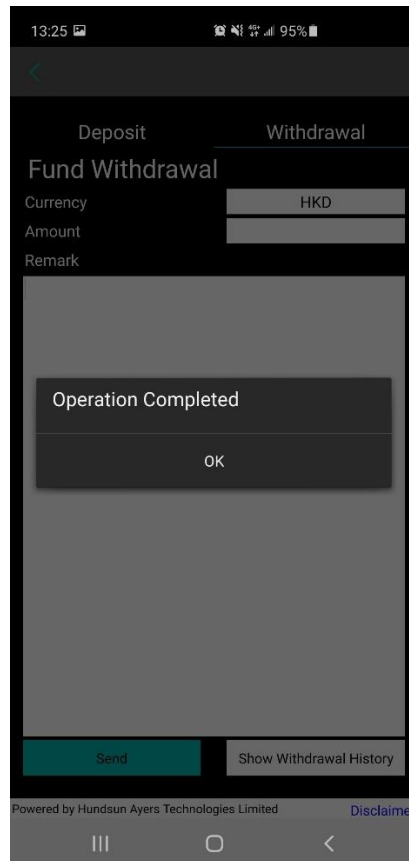 13:25 95%
Deposit Withdrawal
Fund Withdrawal
Currency HKD
Amount
Remark
Operation Completed
OK
Send Show Withdrawal History
Powered by Hundsun Ayers Technologies Limited Disclaime